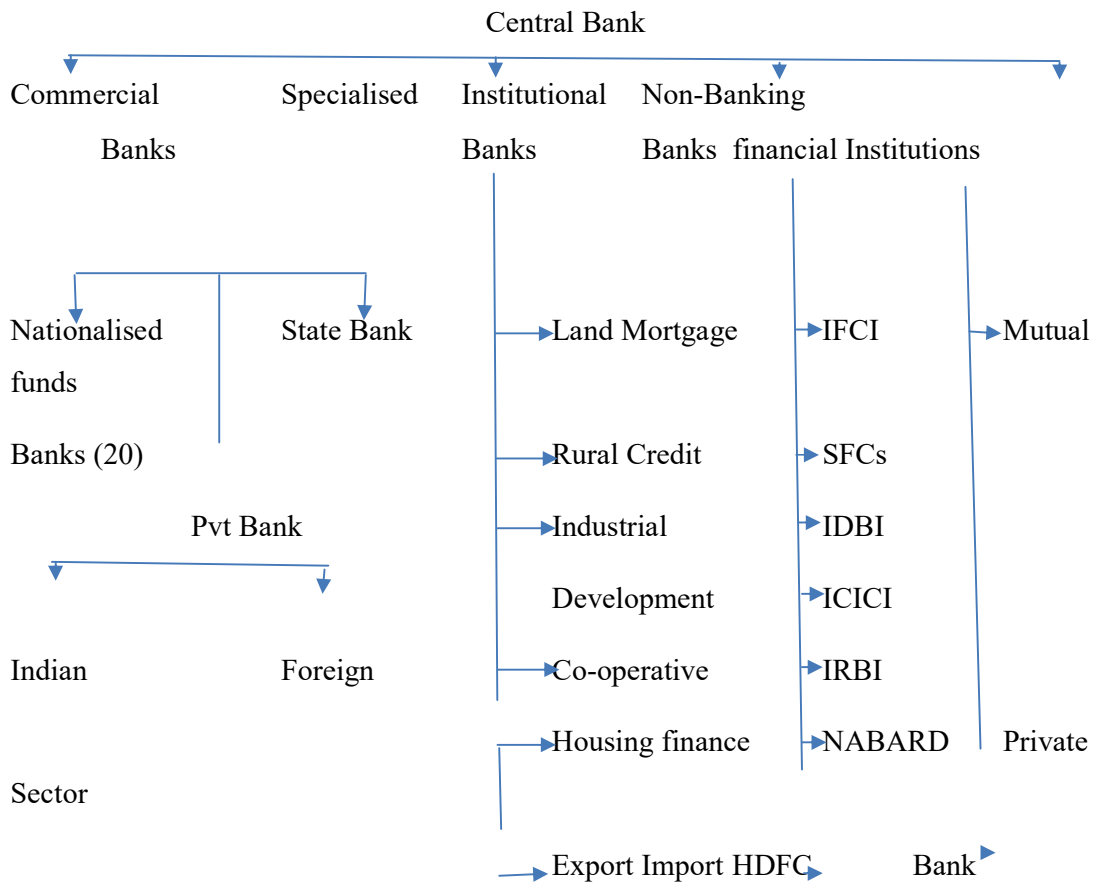 Central Bank
Commercial Specialised Institutional Non-Banking
Banks Banks Banks financial Institutions
Nationalised State Bank Land Mortgage IFCI Mutual
funds
Banks (20) Rural Credit SFCs
Pvt Bank Industrial IDBI
Development ICICI
Indian Foreign Co-operative IRBI
Housing finance NABARD Private
Sector
Export Import HDFC Bank